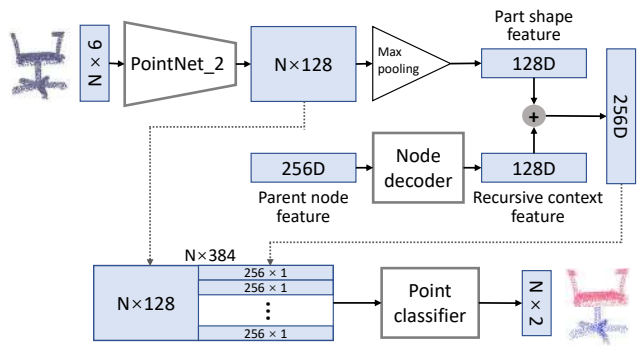 N×6
PointNet_2
N×128
Max
pooling
Part shape
feature
128D
+
256D
256D
Parent node
feature
Node
decoder
128D
Recursive context
feature
N×384
N×128
256 × 1
256 × 1
⋮
256 × 1
Point
classifier
N×2